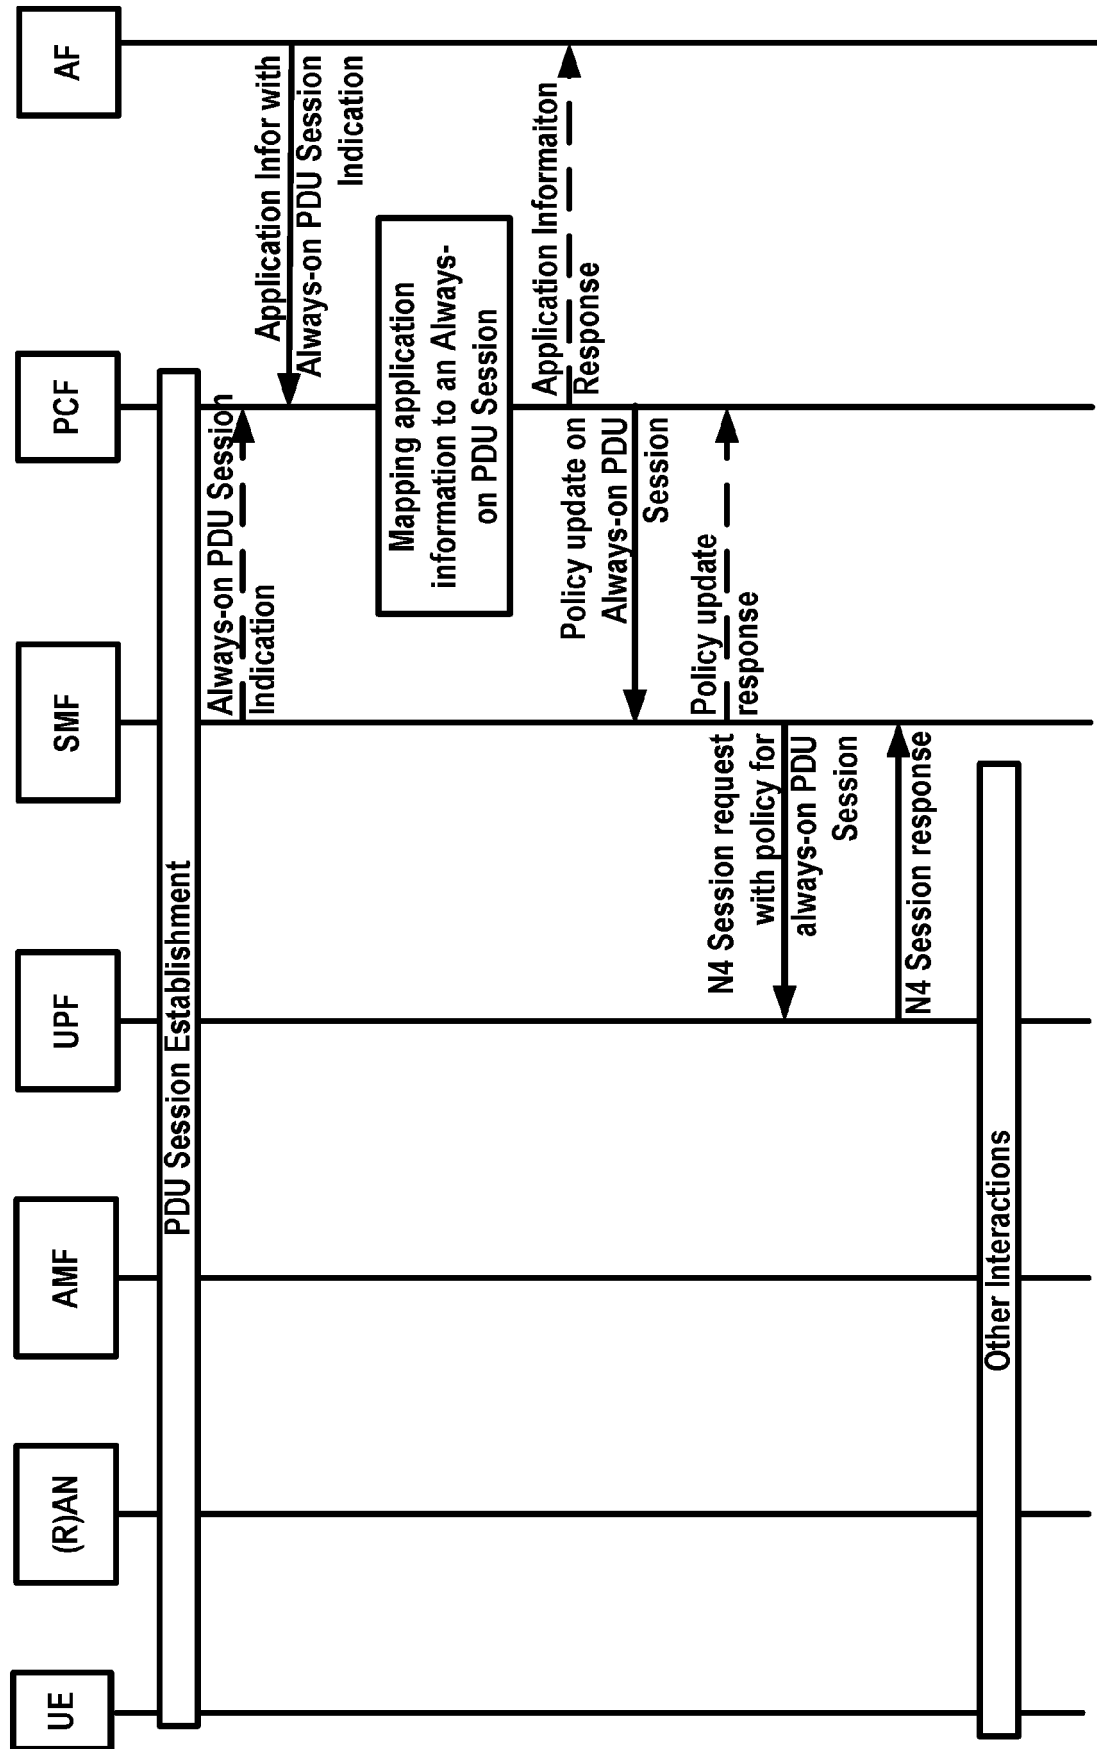 UE
(R)AN
AMF
UPF
SMF
PCF
AF
PDU Session Establishment
Always-on PDU Session
Indication
Application Infor with
Always-on PDU Session
Indication
Mapping application
information to an Always-
on PDU Session
Application Informaiton
Response
Policy update on
Always-on PDU
Session
Policy update
response
N4 Session request
with policy for
always-on PDU
Session
N4 Session response
Other Interactions